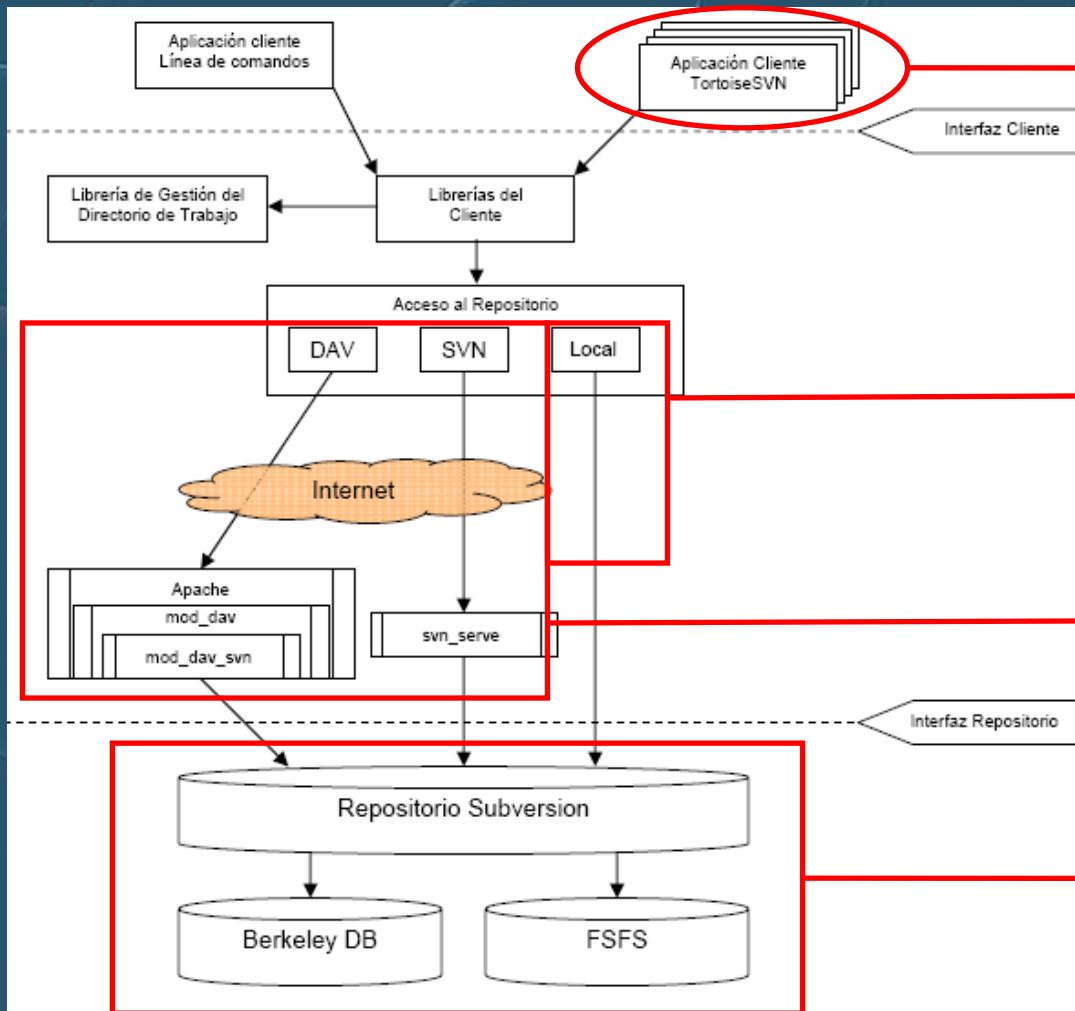 Aplicación cliente
Línea de comandos
Aplicación Cliente
TortoiseSVN
Interfaz Cliente
Librería de Gestión del
Directorio de Trabajo
Librerías del
Cliente
Acceso al Repositorio
DAV
SVN
Local
Internet
Apache
mod_dav
mod_dav_svn
svn_serve
Interfaz Repositorio
Repositorio Subversion
Berkeley DB
FSFS